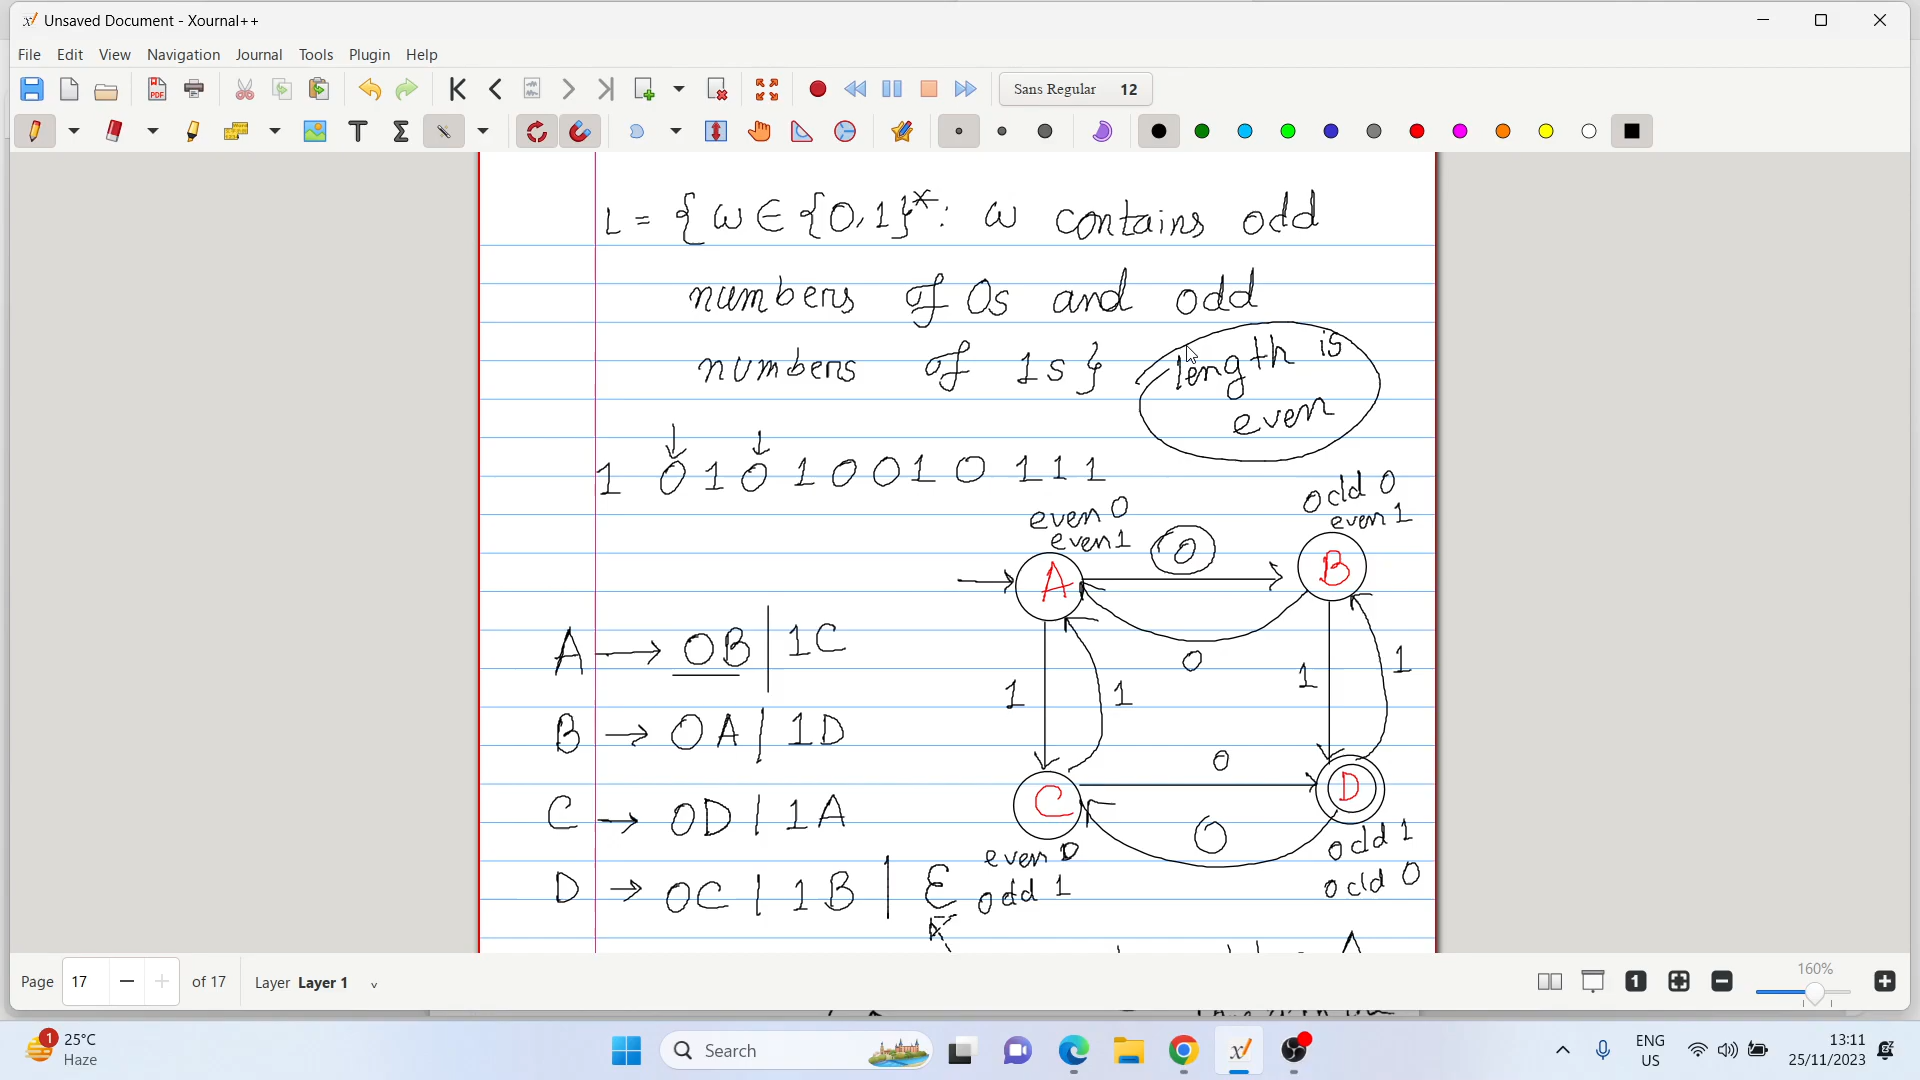 Unsaved Document - Xournal++
File Edit View Navigation Journal Tools Plugin Help
Sans Regular 12
L = {ω ∈ {0,1}*: ω contains odd
numbers of 0s and odd
numbers of 1s}
length is
even
1 0 1 0 1 0 0 1 0 1 1 1
even 0
even 1
odd 0
even 1
0
A
B
A → 0B | 1C
0
1
1
1
1
B → 0A | 1D
0
C
D
C → 0D | 1A
0
odd 1
odd 0
even 0
odd 1
D → 0C | 1B | ε
Page 17 of 17 Layer Layer 1
160%
1
25°C
Haze
Search
ENG
US
13:11
25/11/2023